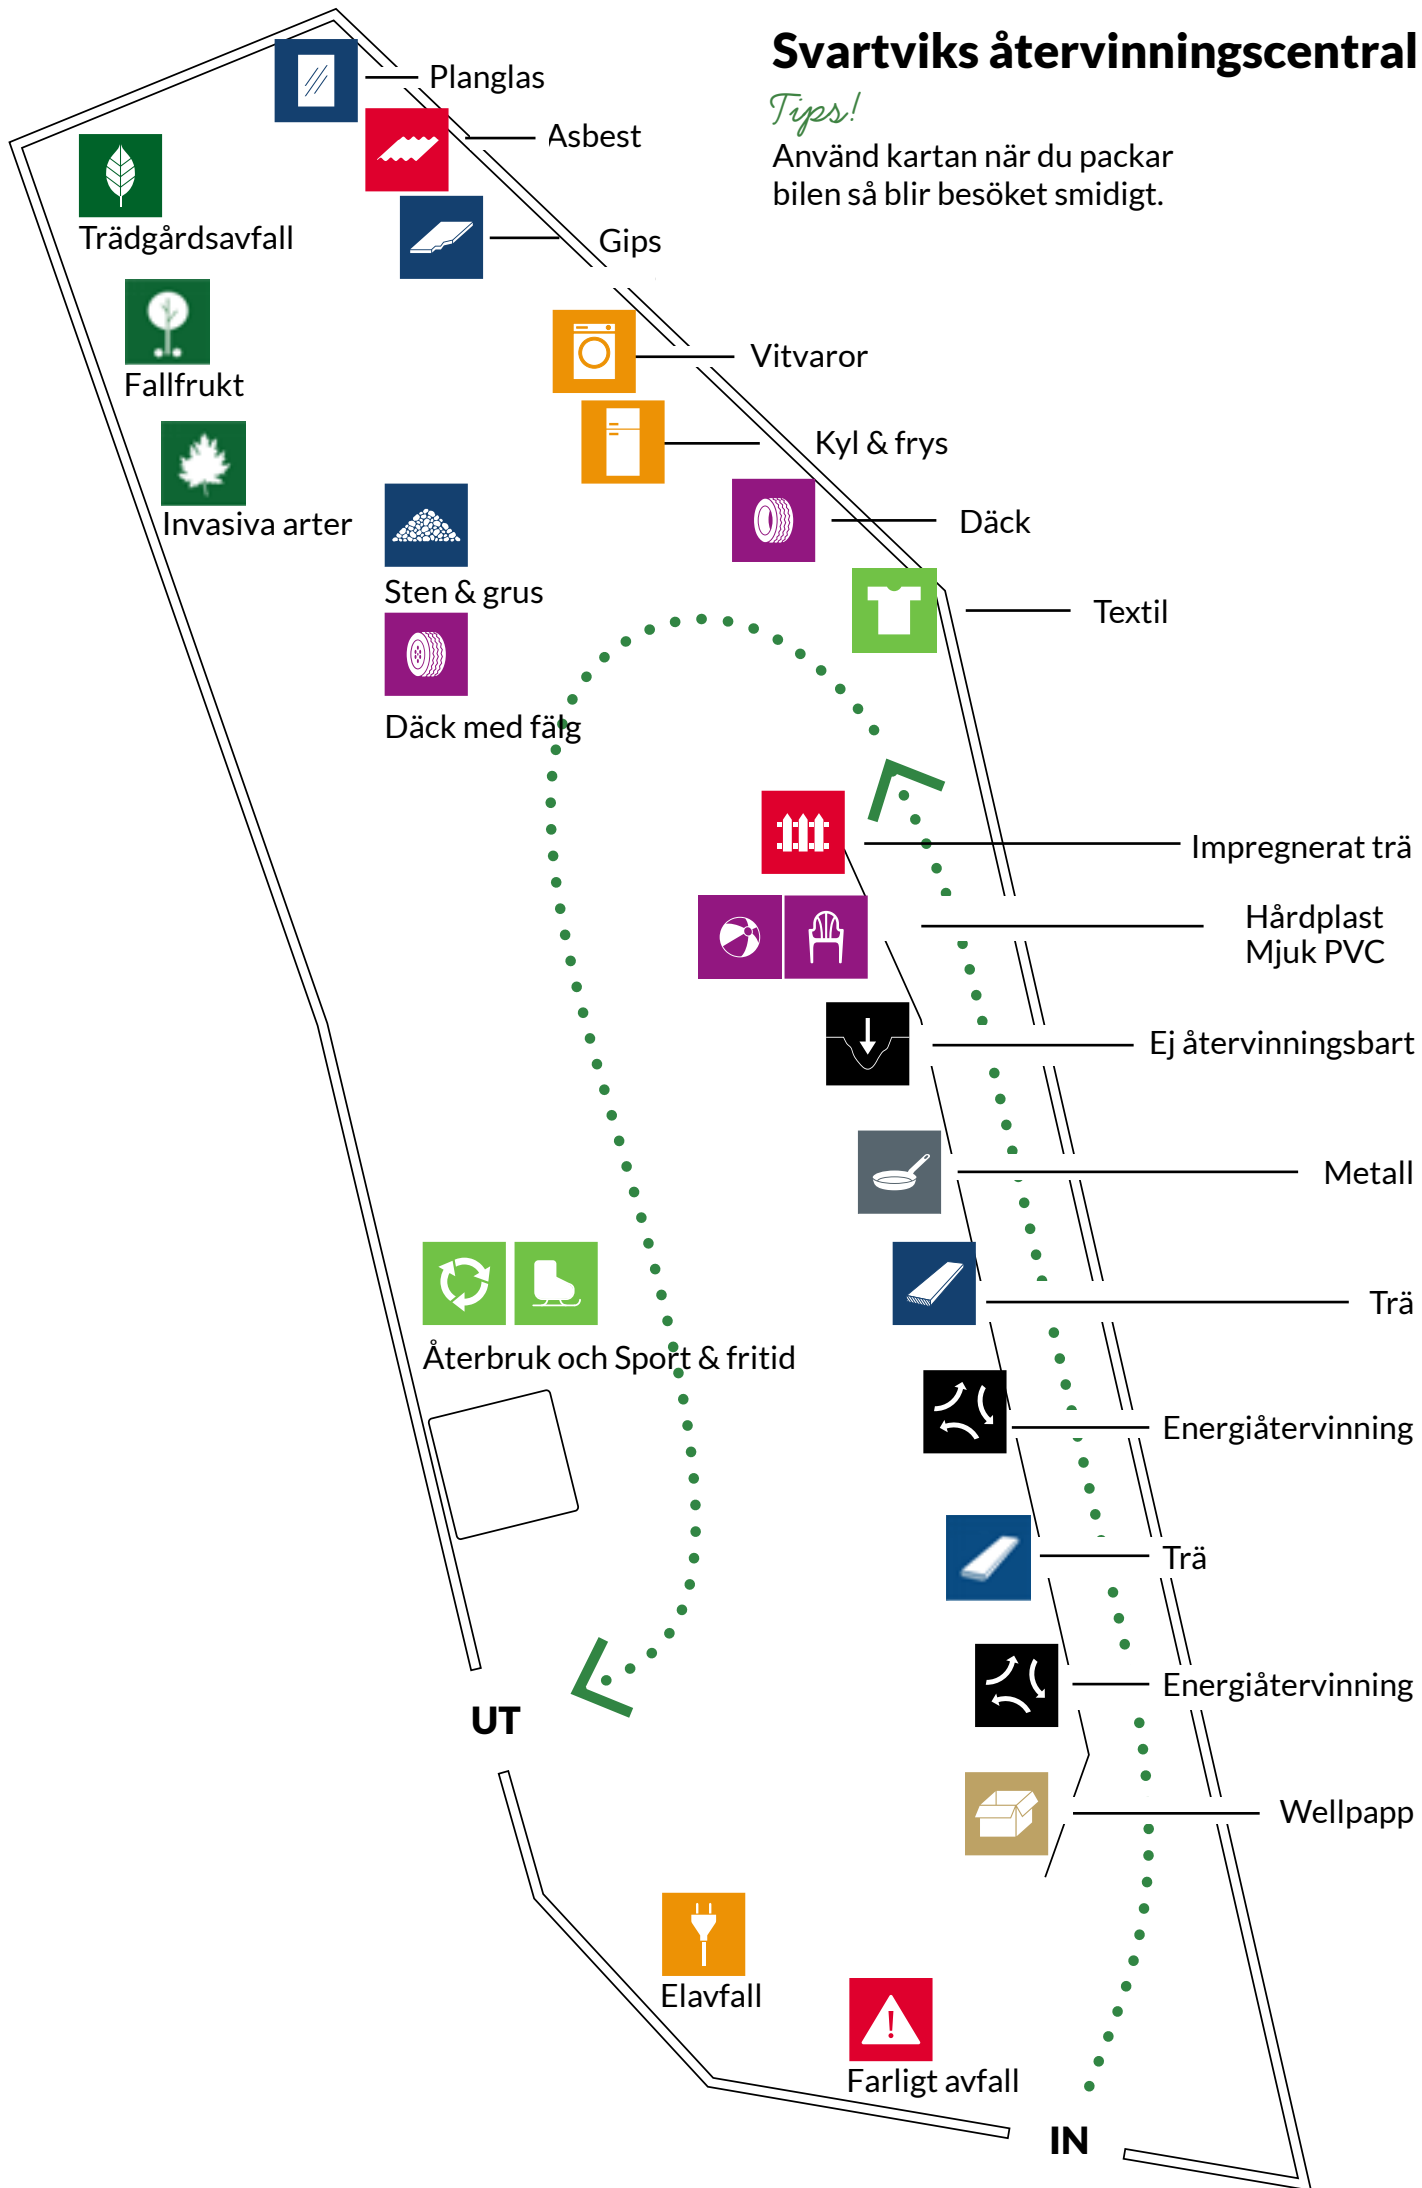 Svartviks återvinningscentral
Tips!
Använd kartan när du packar
bilen så blir besöket smidigt.
Planglas
Asbest
Trädgårdsavfall
Gips
Vitvaror
Fallfrukt
Kyl & frys
Däck
Invasiva arter
Sten & grus
Textil
Däck med fälg
Impregnerat trä
Hårdplast
Mjuk PVC
Ej återvinningsbart
Metall
Trä
Återbruk och Sport & fritid
Energiåtervinning
Trä
Energiåtervinning
UT
Wellpapp
Elavfall
Farligt avfall
IN